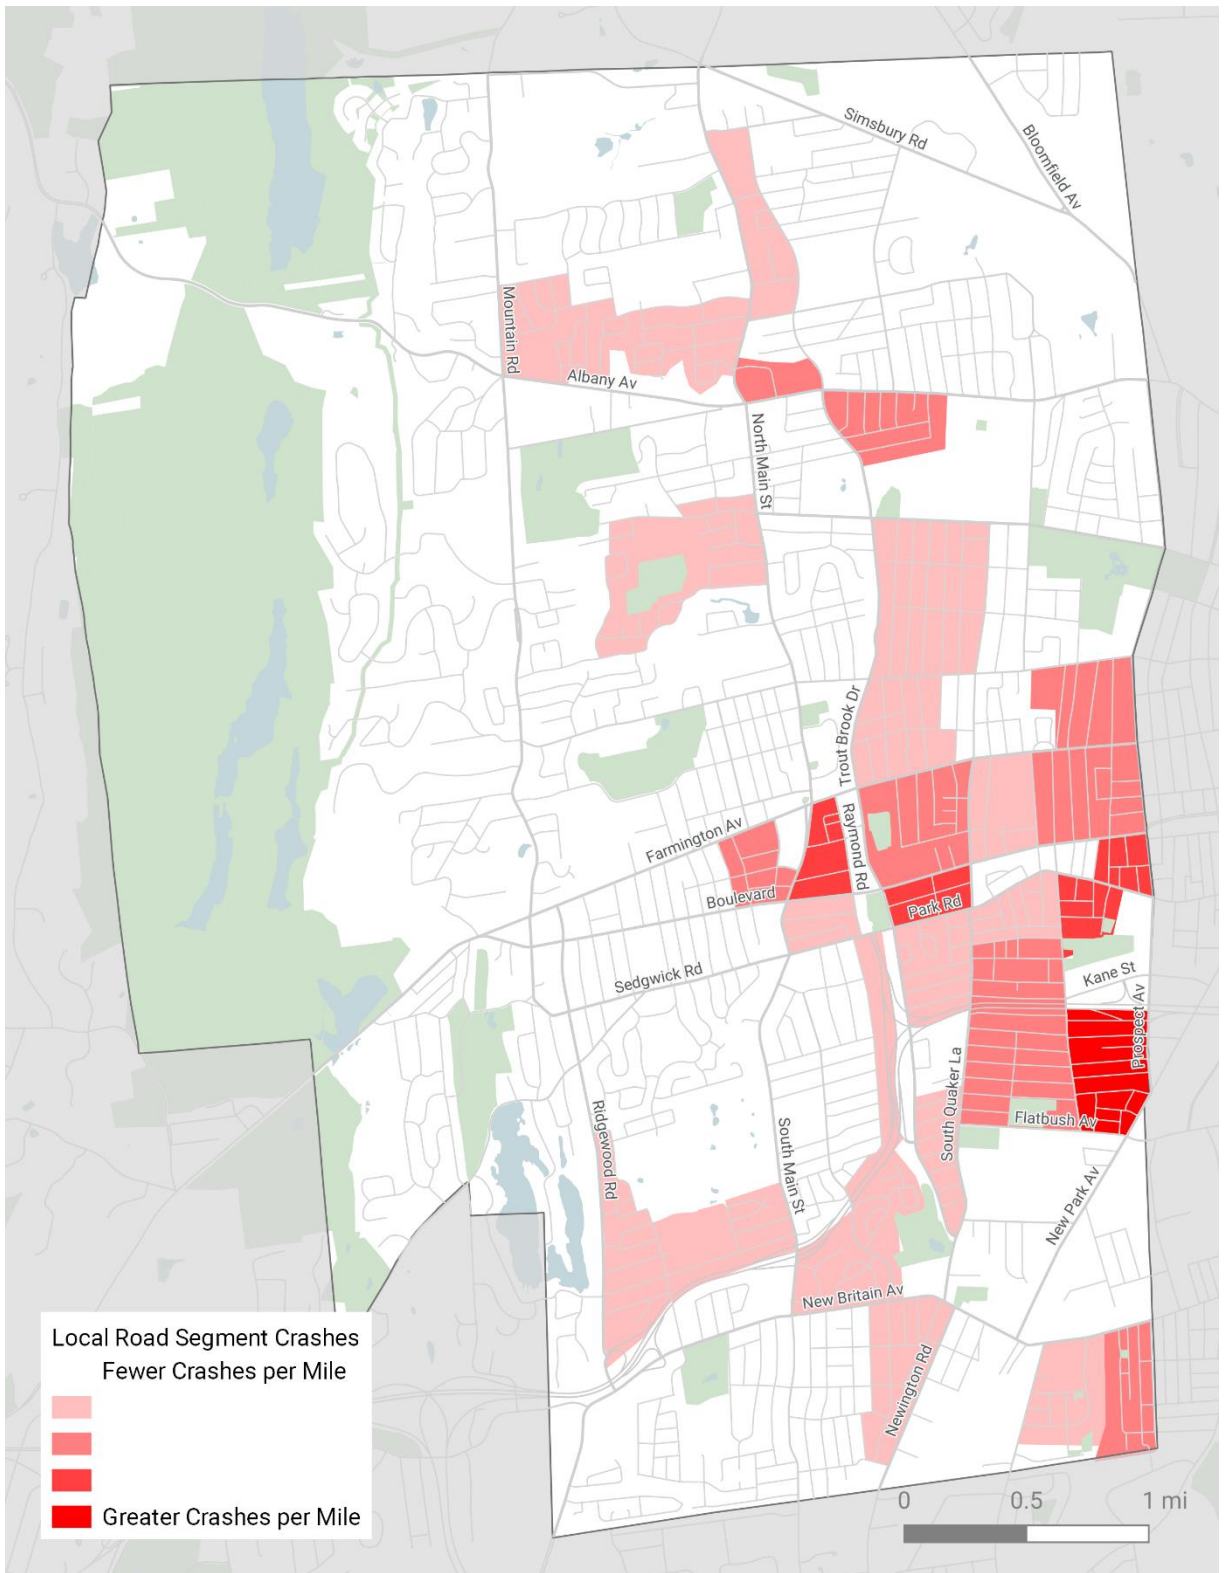 Simsbury Rd
Bloomfield Av
Mountain Rd
Albany Av
North Main St
Trout Brook Dr
Farmington Av
Raymond Rd
Boulevard
Park Rd
Sedgwick Rd
Kane St
Prospect Av
South Quaker La
Flatbush Av
Ridgewood Rd
South Main St
New Park Av
New Britain Av
Newington Rd
Local Road Segment Crashes
Fewer Crashes per Mile
Greater Crashes per Mile
0 0.5 1 mi